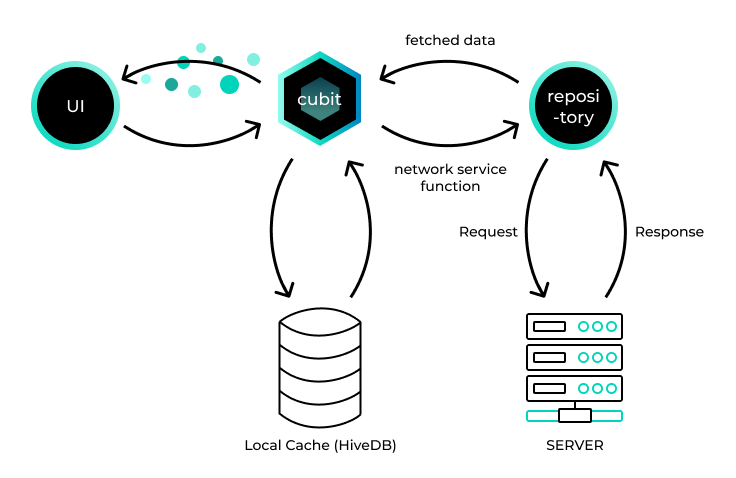 fetched data
UI
cubit
reposi
-tory
network service
function
Request
Response
Local Cache (HiveDB)
SERVER